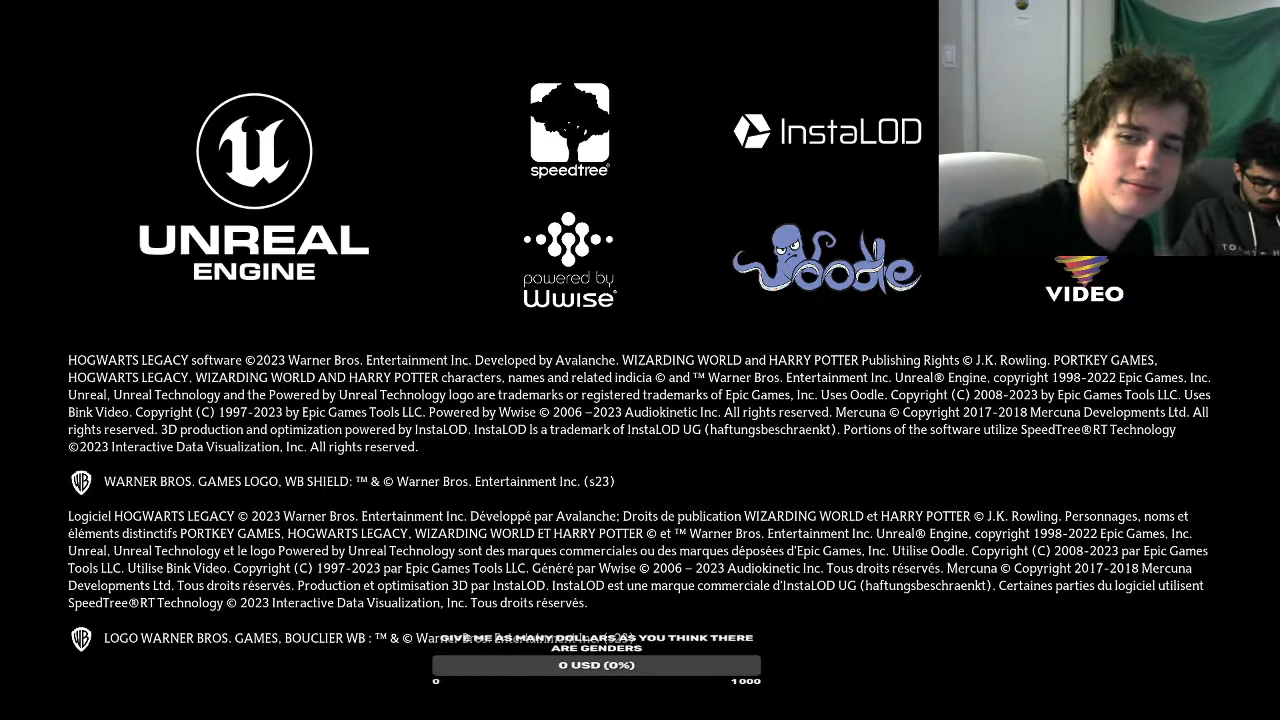 UNREAL
ENGINE
speedtree®
InstaLOD
powered by
Wwise®
oodle
VIDEO
HOGWARTS LEGACY software ©2023 Warner Bros. Entertainment Inc. Developed by Avalanche. WIZARDING WORLD and HARRY POTTER Publishing Rights © J.K. Rowling. PORTKEY GAMES,
HOGWARTS LEGACY, WIZARDING WORLD AND HARRY POTTER characters, names and related indicia © and ™ Warner Bros. Entertainment Inc. Unreal® Engine, copyright 1998-2022 Epic Games, Inc.
Unreal, Unreal Technology and the Powered by Unreal Technology logo are trademarks or registered trademarks of Epic Games, Inc. Uses Oodle. Copyright (C) 2008-2023 by Epic Games Tools LLC. Uses
Bink Video. Copyright (C) 1997-2023 by Epic Games Tools LLC. Powered by Wwise © 2006 –2023 Audiokinetic Inc. All rights reserved. Mercuna © Copyright 2017-2018 Mercuna Developments Ltd. All
rights reserved. 3D production and optimization powered by InstaLOD. InstaLOD Is a trademark of InstaLOD UG (haftungsbeschraenkt). Portions of the software utilize SpeedTree®RT Technology
©2023 Interactive Data Visualization, Inc. All rights reserved.
WARNER BROS. GAMES LOGO, WB SHIELD: ™ & © Warner Bros. Entertainment Inc. (s23)
Logiciel HOGWARTS LEGACY © 2023 Warner Bros. Entertainment Inc. Développé par Avalanche; Droits de publication WIZARDING WORLD et HARRY POTTER © J.K. Rowling. Personnages, noms et
éléments distinctifs PORTKEY GAMES, HOGWARTS LEGACY, WIZARDING WORLD ET HARRY POTTER © et ™ Warner Bros. Entertainment Inc. Unreal® Engine, copyright 1998-2022 Epic Games, Inc.
Unreal, Unreal Technology et le logo Powered by Unreal Technology sont des marques commerciales ou des marques déposées d'Epic Games, Inc. Utilise Oodle. Copyright (C) 2008-2023 par Epic Games
Tools LLC. Utilise Bink Video. Copyright (C) 1997-2023 par Epic Games Tools LLC. Généré par Wwise © 2006 – 2023 Audiokinetic Inc. Tous droits réservés. Mercuna © Copyright 2017-2018 Mercuna
Developments Ltd. Tous droits réservés. Production et optimisation 3D par InstaLOD. InstaLOD est une marque commerciale d'InstaLOD UG (haftungsbeschraenkt). Certaines parties du logiciel utilisent
SpeedTree®RT Technology © 2023 Interactive Data Visualization, Inc. Tous droits réservés.
LOGO WARNER BROS. GAMES, BOUCLIER WB : ™ & © Warner Bros. Entertainment Inc. (s23)
GIVE ME AS MANY DOLLARS AS YOU THINK THERE
ARE GENDERS
0 USD (0%)
0 1000